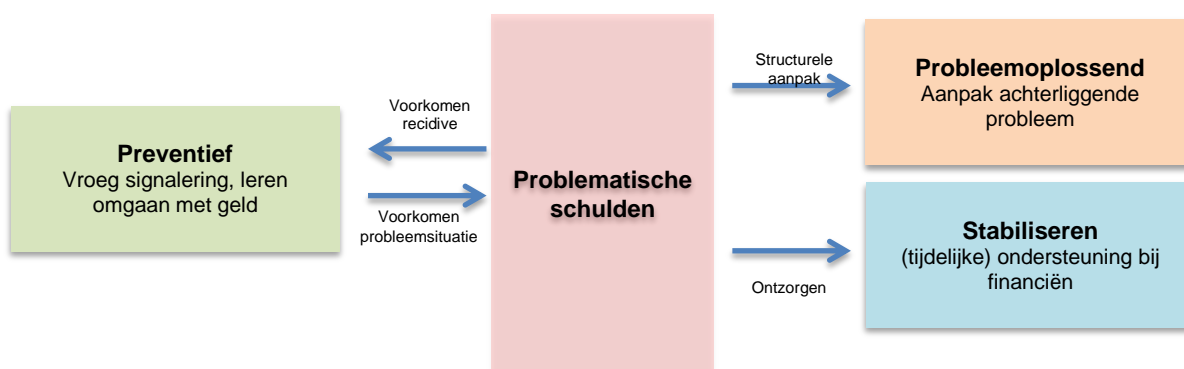 Preventief
Vroeg signalering, leren
omgaan met geld
Voorkomen
recidive
Voorkomen
probleemsituatie
Problematische
schulden
Structurele
aanpak
Ontzorgen
Probleemoplossend
Aanpak achterliggende
probleem
Stabiliseren
(tijdelijke) ondersteuning bij
financiën